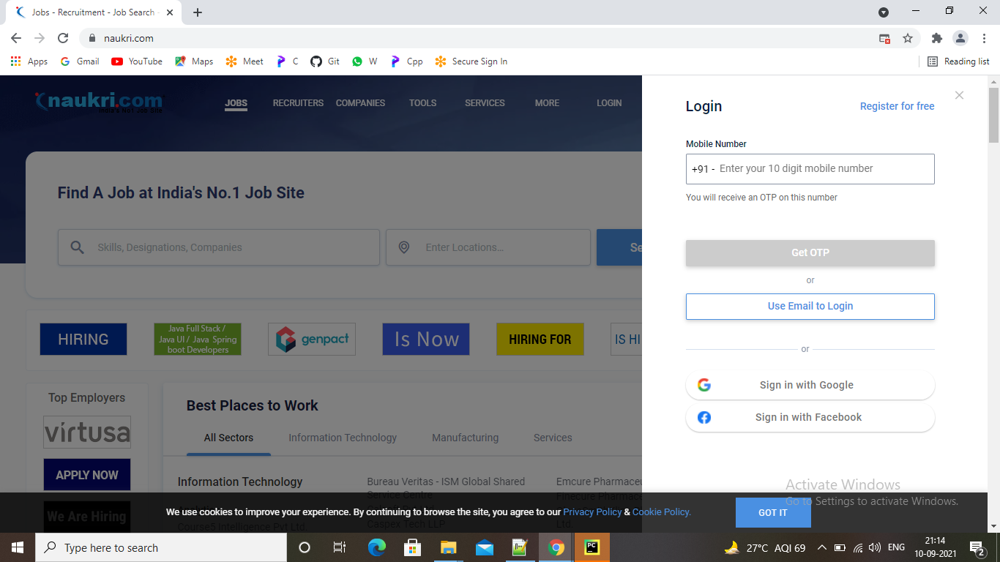 Jobs - Recruitment - Job Search -
naukri.com
Apps Gmail YouTube Maps Meet C Git W Cpp Secure Sign In Reading list
naukri.com
India's No1 Job Site
JOBS RECRUITERS COMPANIES TOOLS SERVICES MORE LOGIN
Login Register for free
Mobile Number
+91 - Enter your 10 digit mobile number
You will receive an OTP on this number
Get OTP
or
Use Email to Login
or
Sign in with Google
Sign in with Facebook
Find A Job at India's No.1 Job Site
Skills, Designations, Companies Enter Locations... Se
HIRING
Java Full Stack /
Java UI / Java Spring
boot Developers
genpact
Is Now
HIRING FOR
IS HI
Top Employers
virtusa
APPLY NOW
We Are Hiring
Best Places to Work
All Sectors Information Technology Manufacturing Services
Information Technology
Course5 Intelligence Pvt Ltd
Bureau Veritas - ISM Global Shared
Service Centre
Caspex Tech LLP
Emcure Pharmaceu
Emcure Pharmace
Ltd.
We use cookies to improve your experience. By continuing to browse the site, you agree to our Privacy Policy & Cookie Policy.
GOT IT
Activate Windows
Go to Settings to activate Windows.
Type here to search
PC
27°C AQI 69
ENG
21:14
10-09-2021
2